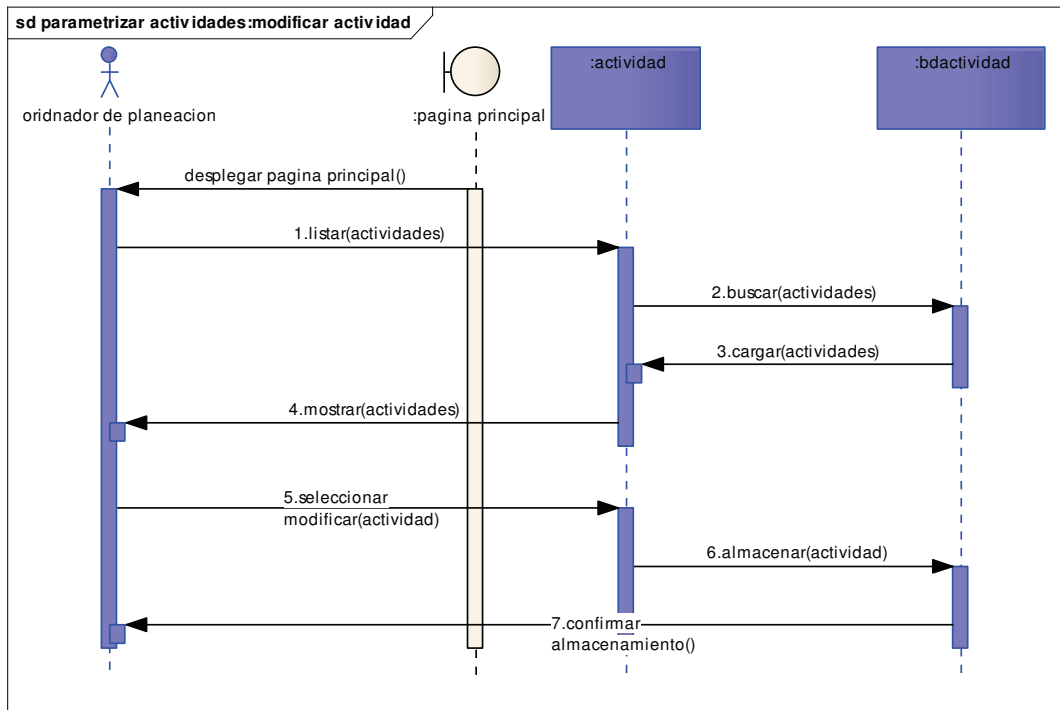 sd parametrizar actividades:modificar actividad
oridnador de planeacion
:pagina principal
:actividad
:bdactividad
desplegar pagina principal()
1.listar(actividades)
2.buscar(actividades)
3.cargar(actividades)
4.mostrar(actividades)
5.seleccionar
modificar(actividad)
6.almacenar(actividad)
7.confirmar
almacenamiento()